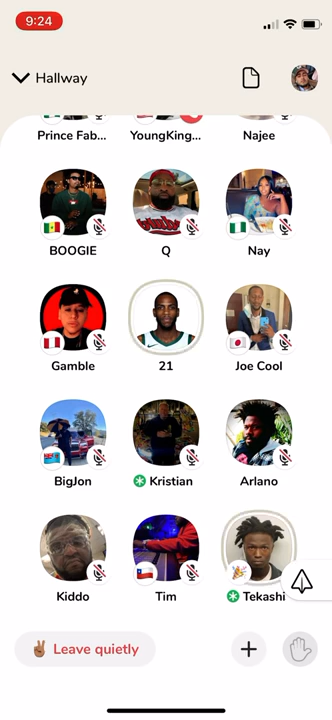 9:24
Hallway
Prince Fab... YoungKing... Najee
BOOGIE Q Nay
Gamble 21 Joe Cool
BigJon Kristian Arlano
Kiddo Tim Tekashi
Leave quietly